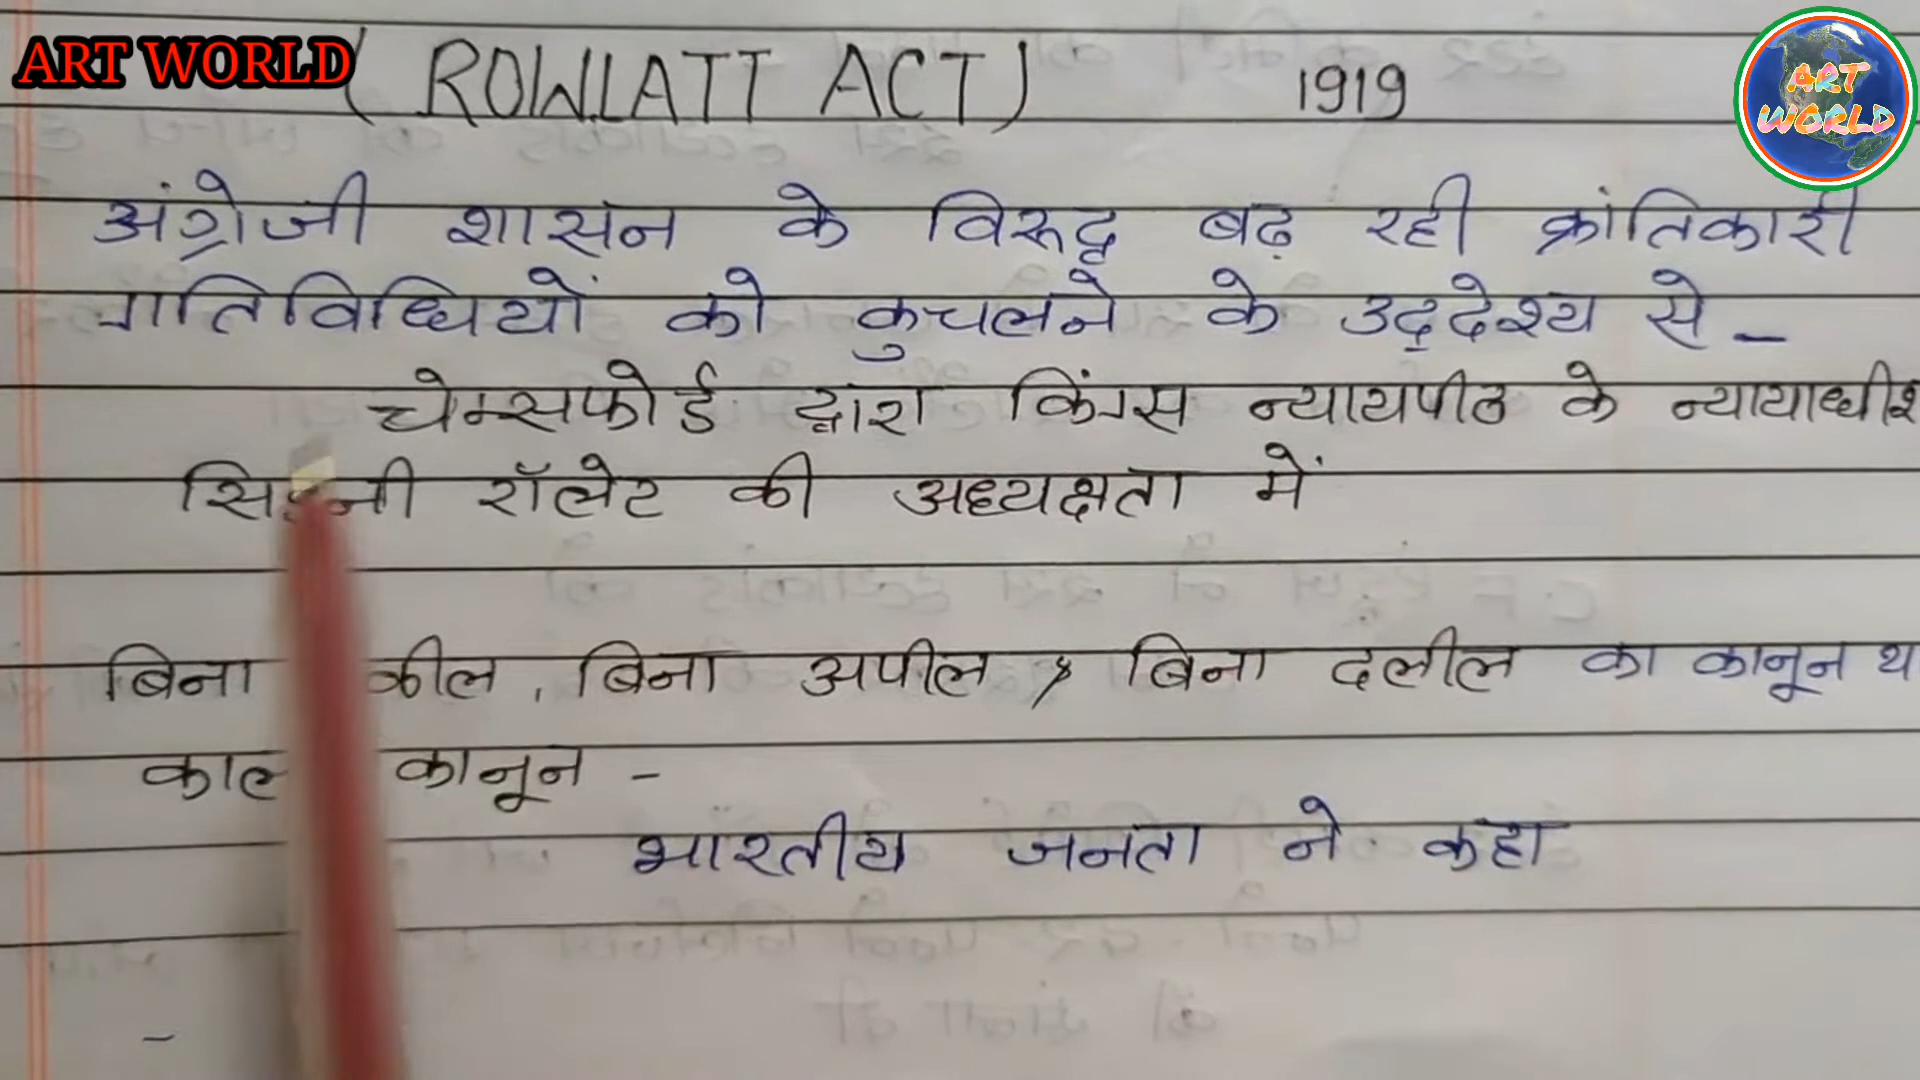 ART WORLD
( ROWLATT ACT) 1919
ART
WORLD
अंग्रेजी शासन के विरुद्ध बढ़ रही क्रांतिकारी
गतिविधियों को कुचलने के उद्देश्य से -
चेम्सफोर्ड द्वारा किंग्स न्यायपीठ के न्यायाधीश
रॉलेट की अध्यक्षता में
बिना , बिना अपील & बिना दलील का कानून
कानून -
भारतीय जनता ने कहा
-